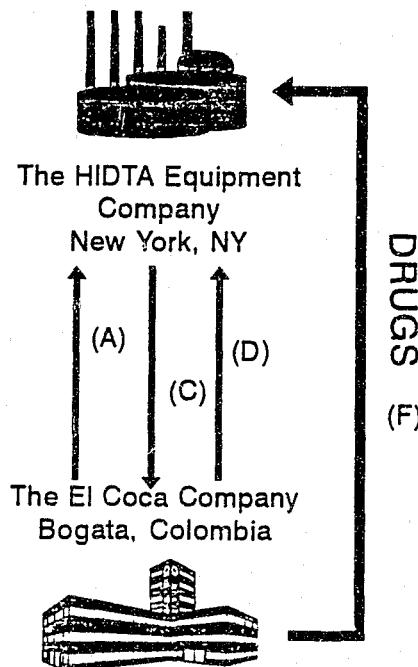 The HIDTA Equipment
Company
New York, NY
(A)
(C)
(D)
DRUGS
(F)
The El Coca Company
Bogata, Colombia